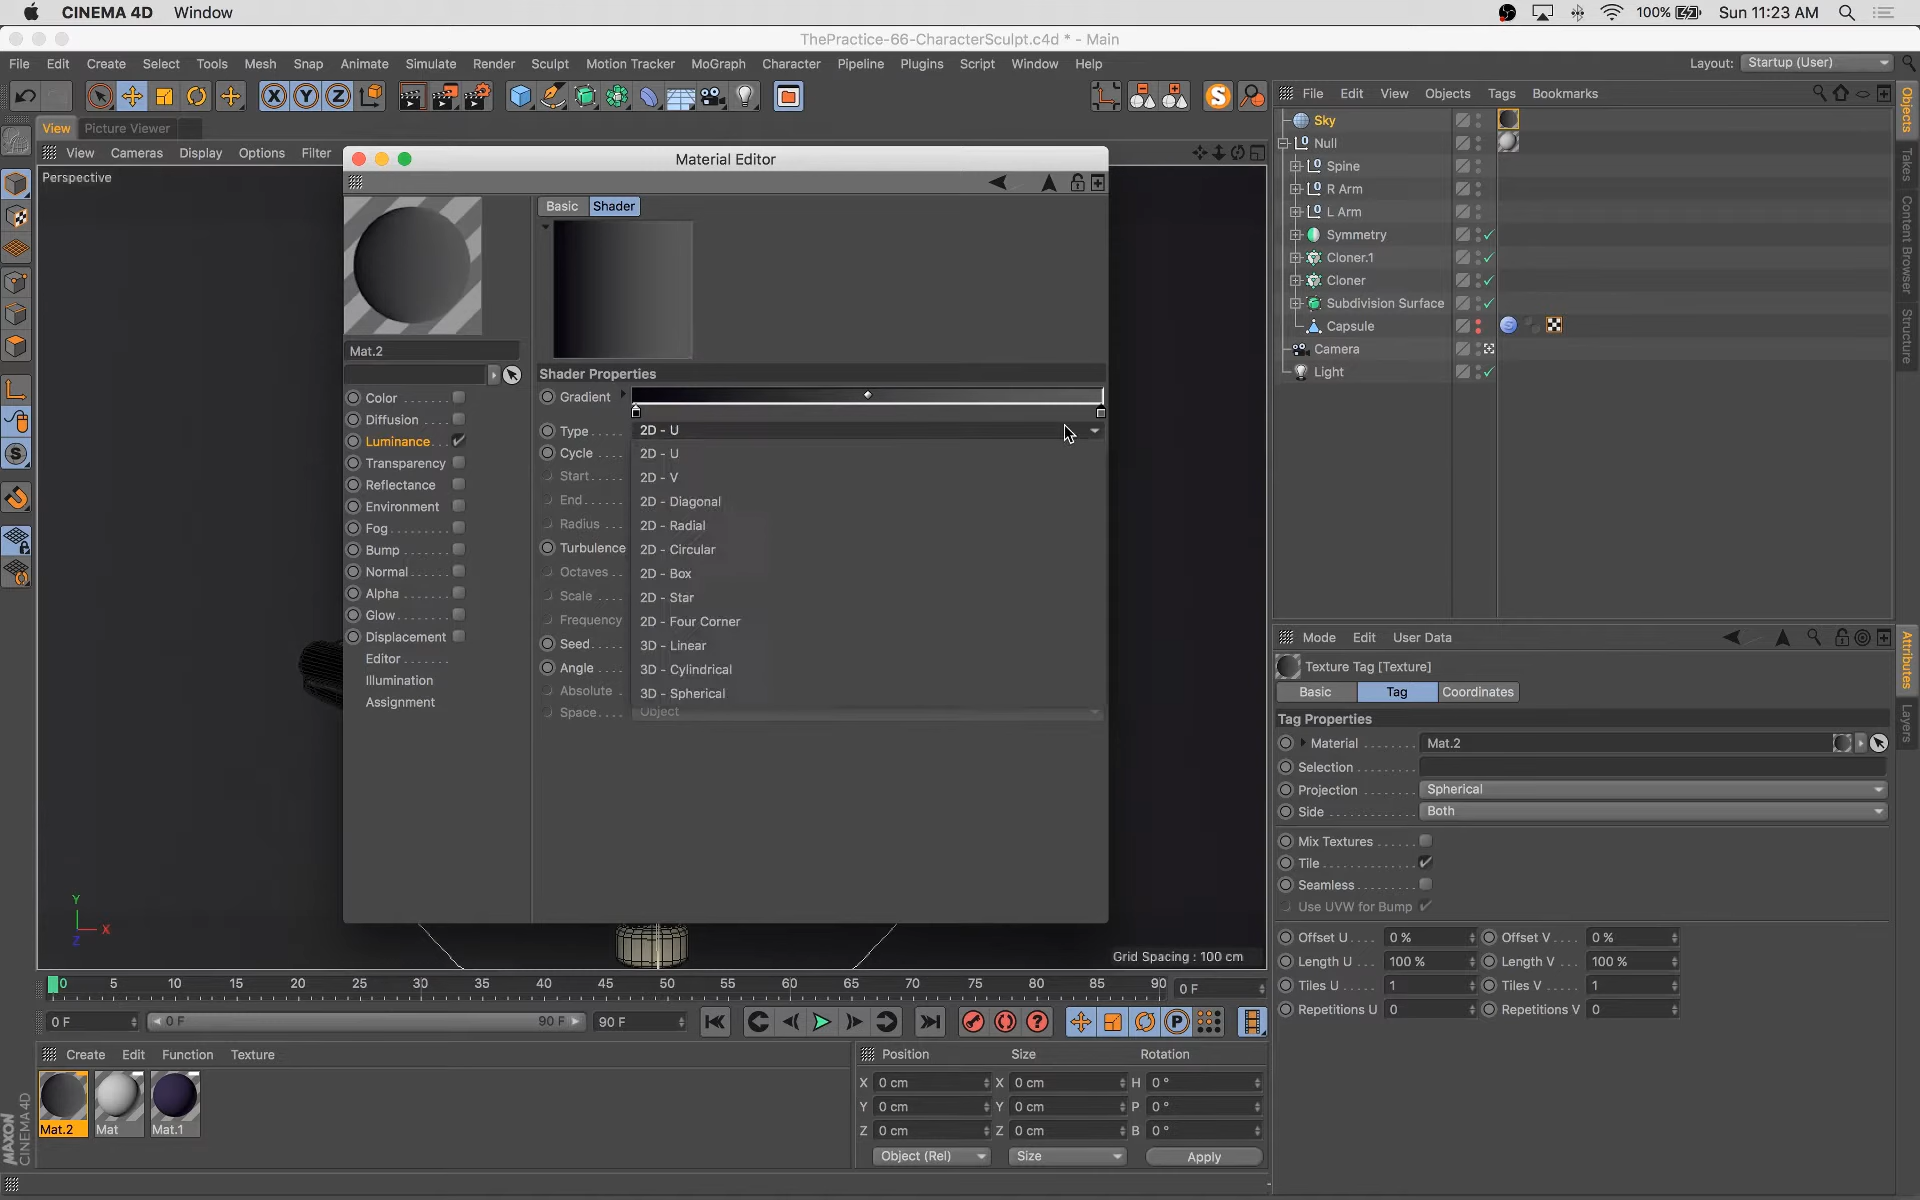 CINEMA 4D Window 100% Sun 11:23 AM
ThePractice-66-CharacterSculpt.c4d * - Main
File Edit Create Select Tools Mesh Snap Animate Simulate Render Sculpt Motion Tracker MoGraph Character Pipeline Plugins Script Window Help Layout: Startup (User)
File Edit View Objects Tags Bookmarks
View Picture Viewer
View Cameras Display Options Filter
Perspective
Material Editor
Basic Shader
Mat.2
Color
Diffusion
Luminance
Transparency
Reflectance
Environment
Fog
Bump
Normal
Alpha
Glow
Displacement
Editor
Illumination
Assignment
Shader Properties
Gradient
Type 2D - U
Cycle
Start
End
Radius
Turbulence
Octaves
Scale
Frequency
Seed
Angle
Absolute
Space Object
2D - U
2D - V
2D - Diagonal
2D - Radial
2D - Circular
2D - Box
2D - Star
2D - Four Corner
3D - Linear
3D - Cylindrical
3D - Spherical
Grid Spacing : 100 cm
Y
X
Z
Sky
Null
Spine
R Arm
L Arm
Symmetry
Cloner.1
Cloner
Subdivision Surface
Capsule
Camera
Light
Objects
Takes
Content Browser
Structure
Mode Edit User Data
Texture Tag [Texture]
Basic Tag Coordinates
Tag Properties
Material Mat.2
Selection
Projection Spherical
Side Both
Mix Textures
Tile
Seamless
Use UVW for Bump
Offset U 0 % Offset V 0 %
Length U 100 % Length V 100 %
Tiles U 1 Tiles V 1
Repetitions U 0 Repetitions V 0
Attributes
Layers
0 5 10 15 20 25 30 35 40 45 50 55 60 65 70 75 80 85 90 0 F
0 F 0 F 90 F 90 F
Create Edit Function Texture
Mat.2 Mat Mat.1
Position Size Rotation
X 0 cm X 0 cm H 0 °
Y 0 cm Y 0 cm P 0 °
Z 0 cm Z 0 cm B 0 °
Object (Rel) Size Apply
MAXON
CINEMA 4D